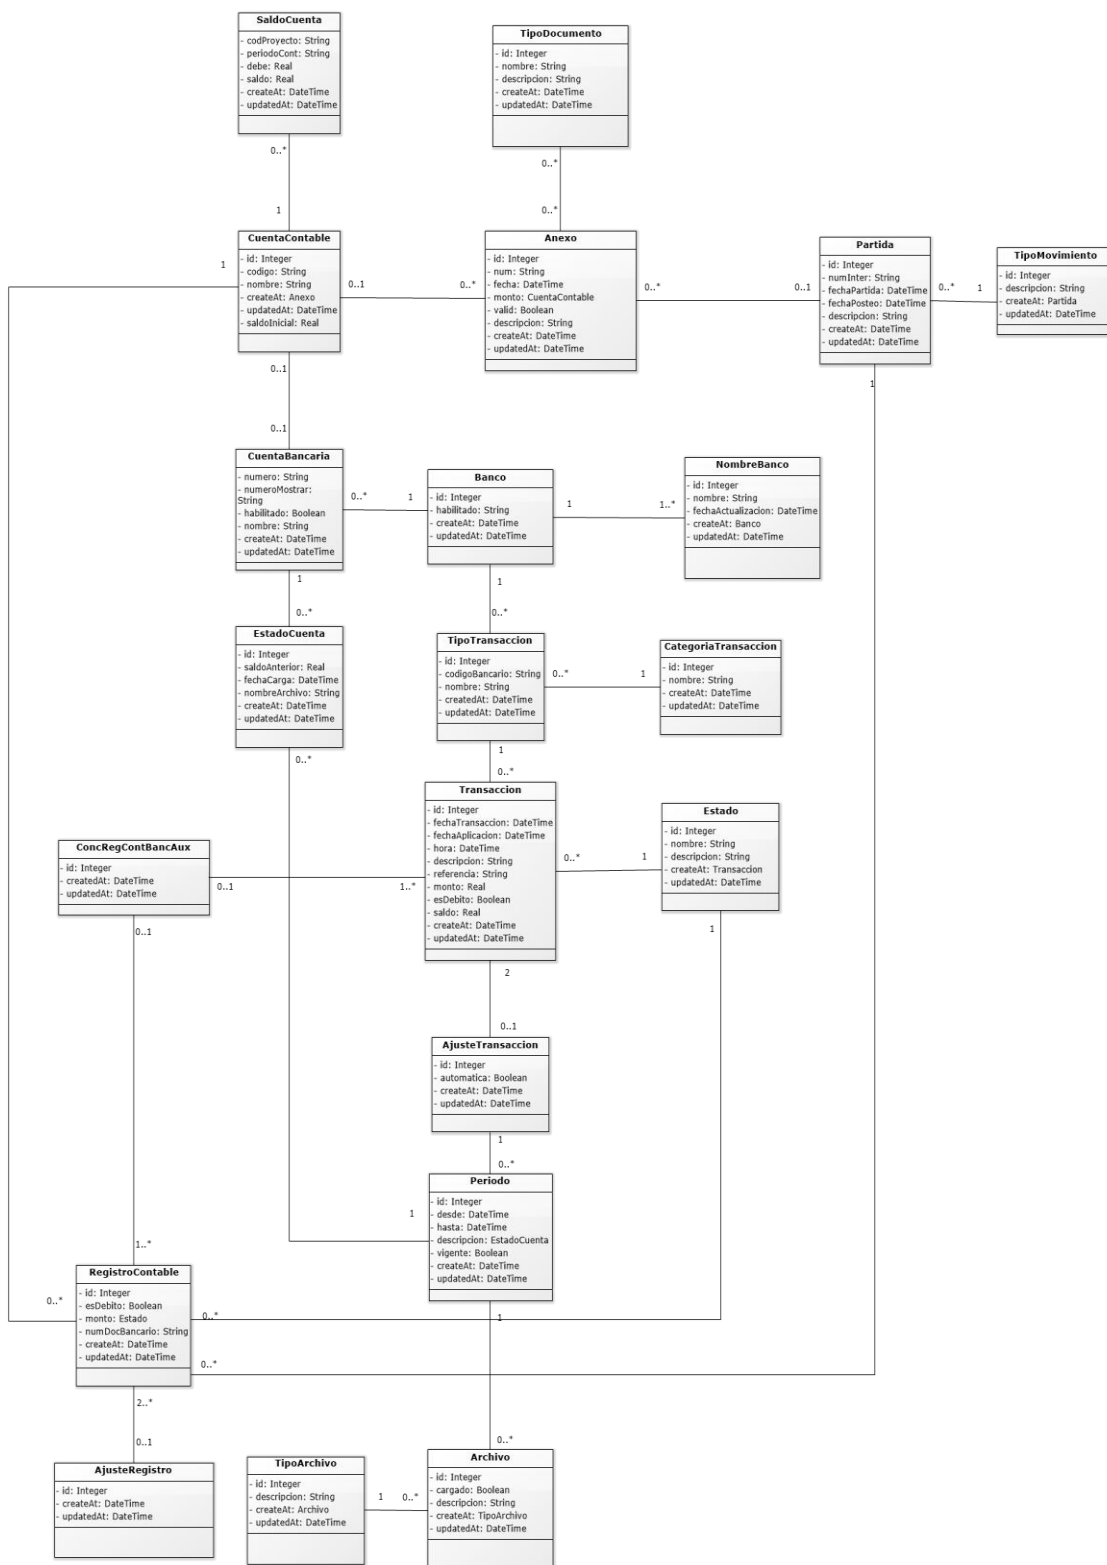 SaldoCuenta
- codProyecto: String
- periodoCont: String
- debe: Real
- saldo: Real
- createAt: DateTime
- updatedAt: DateTime
0..*
1
TipoDocumento
- id: Integer
- nombre: String
- descripcion: String
- createAt: DateTime
- updatedAt: DateTime
0..*
0..*
CuentaContable
- id: Integer
- codigo: String
- nombre: String
- createAt: Anexo
- updatedAt: DateTime
- saldoInicial: Real
1
0..1
0..*
Anexo
- id: Integer
- num: String
- fecha: DateTime
- monto: CuentaContable
- valid: Boolean
- descripcion: String
- createAt: DateTime
- updatedAt: DateTime
0..*
0..1
Partida
- id: Integer
- numInter: String
- fechaPartida: DateTime
- fechaPosteo: DateTime
- descripcion: String
- createAt: DateTime
- updatedAt: DateTime
0..*
1
TipoMovimiento
- id: Integer
- descripcion: String
- createAt: Partida
- updatedAt: DateTime
0..1
0..1
1
CuentaBancaria
- numero: String
- numeroMostrar:
String
- habilitado: Boolean
- nombre: String
- createAt: DateTime
- updatedAt: DateTime
0..*
1
Banco
- id: Integer
- habilitado: String
- createAt: DateTime
- updatedAt: DateTime
1
1..*
NombreBanco
- id: Integer
- nombre: String
- fechaActualizacion: DateTime
- createAt: Banco
- updatedAt: DateTime
1
0..*
1
0..*
EstadoCuenta
- id: Integer
- saldoAnterior: Real
- fechaCarga: DateTime
- nombreArchivo: String
- createAt: DateTime
- updatedAt: DateTime
0..*
TipoTransaccion
- id: Integer
- codigoBancario: String
- nombre: String
- createdAt: DateTime
- updatedAt: DateTime
0..*
1
CategoriaTransaccion
- id: Integer
- nombre: String
- createAt: DateTime
- updatedAt: DateTime
1
0..*
Transaccion
- id: Integer
- fechaTransaccion: DateTime
- fechaAplicacion: DateTime
- hora: DateTime
- descripcion: String
- referencia: String
- monto: Real
- esDebito: Boolean
- saldo: Real
- createAt: DateTime
- updatedAt: DateTime
0..*
1
Estado
- id: Integer
- nombre: String
- descripcion: String
- createAt: Transaccion
- updatedAt: DateTime
1
ConcRegContBancAux
- id: Integer
- createdAt: DateTime
- updatedAt: DateTime
0..1
1..*
0..1
2
0..1
AjusteTransaccion
- id: Integer
- automatica: Boolean
- createAt: DateTime
- updatedAt: DateTime
1
0..*
Periodo
- id: Integer
- desde: DateTime
- hasta: DateTime
- descripcion: EstadoCuenta
- vigente: Boolean
- createAt: DateTime
- updatedAt: DateTime
1
1
1..*
RegistroContable
- id: Integer
- esDebito: Boolean
- monto: Estado
- numDocBancario: String
- createAt: DateTime
- updatedAt: DateTime
0..*
0..*
0..*
2..*
0..1
AjusteRegistro
- id: Integer
- createAt: DateTime
- updatedAt: DateTime
TipoArchivo
- id: Integer
- descripcion: String
- createAt: Archivo
- updatedAt: DateTime
1
0..*
0..*
Archivo
- id: Integer
- cargado: Boolean
- descripcion: String
- createAt: TipoArchivo
- updatedAt: DateTime